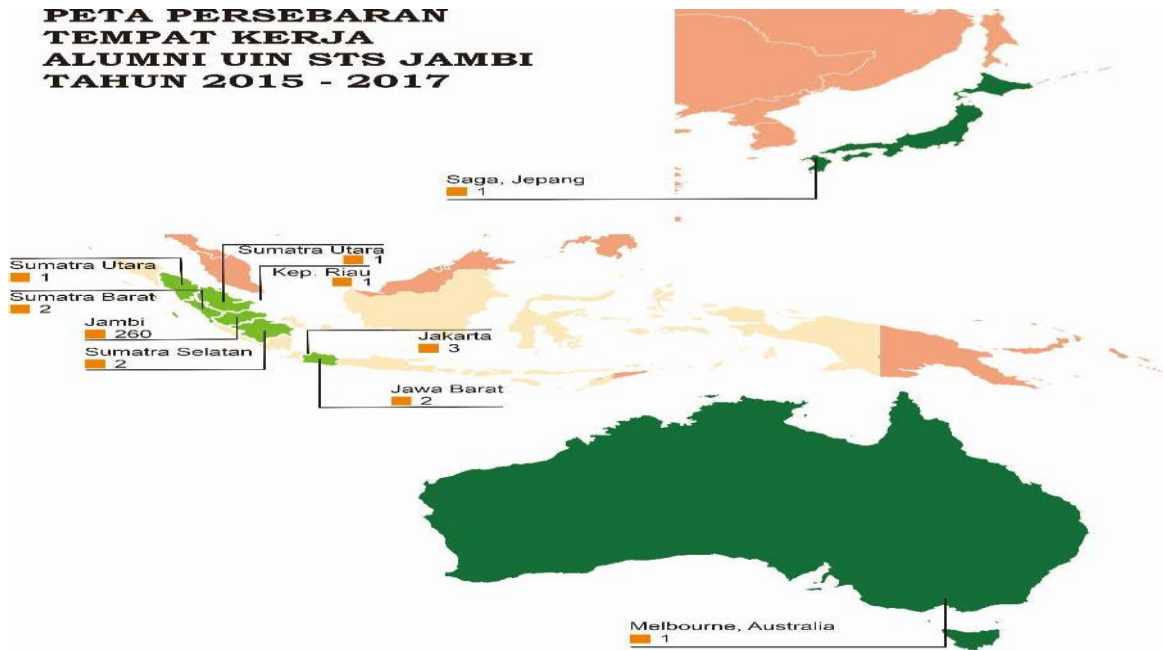 PETA PERSEBARAN
TEMPAT KERJA
ALUMNI UIN STS JAMBI
TAHUN 2015 - 2017
Saga, Jepang
1
Sumatra Utara
1
Kep. Riau
1
Sumatra Utara
1
Sumatra Barat
2
Jambi
260
Sumatra Selatan
2
Jakarta
3
Jawa Barat
2
Melbourne, Australia
1